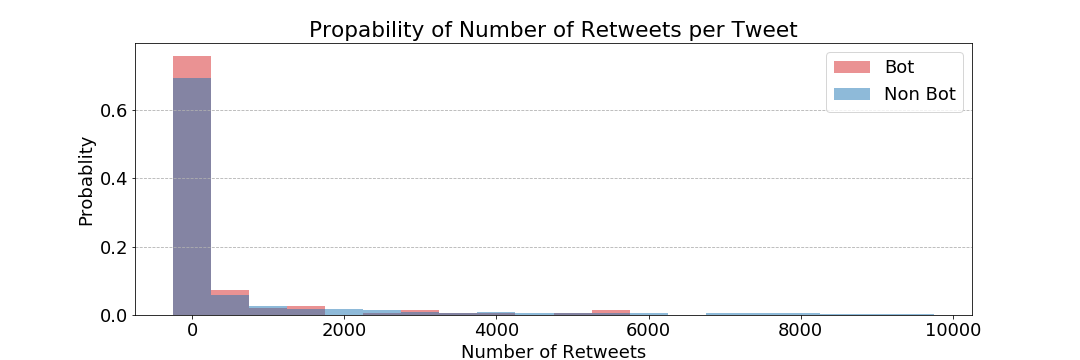 Propability of Number of Retweets per Tweet
Bot
Non Bot
Probablity
0.6
0.4
0.2
0.0
0 2000 4000 6000 8000 10000
Number of Retweets